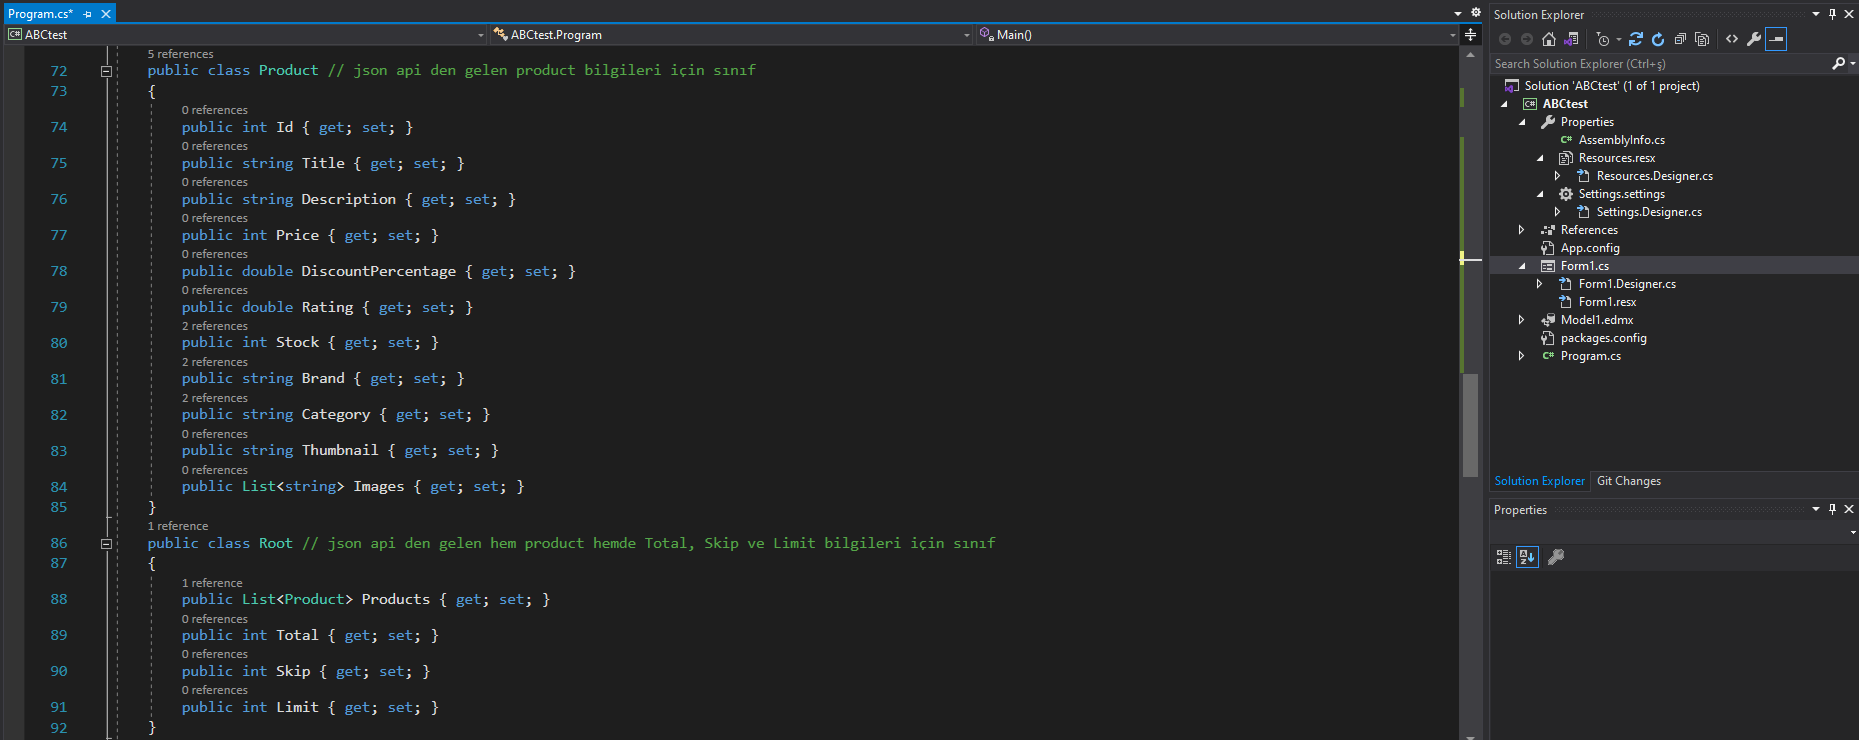 Program.cs*
ABCtest
ABCtest.Program
Main()
5 references
72 public class Product // json api den gelen product bilgileri için sınıf
73 {
0 references
74 public int Id { get; set; }
0 references
75 public string Title { get; set; }
0 references
76 public string Description { get; set; }
0 references
77 public int Price { get; set; }
0 references
78 public double DiscountPercentage { get; set; }
0 references
79 public double Rating { get; set; }
2 references
80 public int Stock { get; set; }
2 references
81 public string Brand { get; set; }
2 references
82 public string Category { get; set; }
0 references
83 public string Thumbnail { get; set; }
0 references
84 public List<string> Images { get; set; }
85 }
1 reference
86 public class Root // json api den gelen hem product hemde Total, Skip ve Limit bilgileri için sınıf
87 {
1 reference
88 public List<Product> Products { get; set; }
0 references
89 public int Total { get; set; }
0 references
90 public int Skip { get; set; }
0 references
91 public int Limit { get; set; }
92 }
Solution Explorer
Search Solution Explorer (Ctrl+ş)
Solution 'ABCtest' (1 of 1 project)
C# ABCtest
Properties
C# AssemblyInfo.cs
Resources.resx
Resources.Designer.cs
Settings.settings
Settings.Designer.cs
References
App.config
Form1.cs
Form1.Designer.cs
Form1.resx
Model1.edmx
packages.config
C# Program.cs
Solution Explorer
Git Changes
Properties